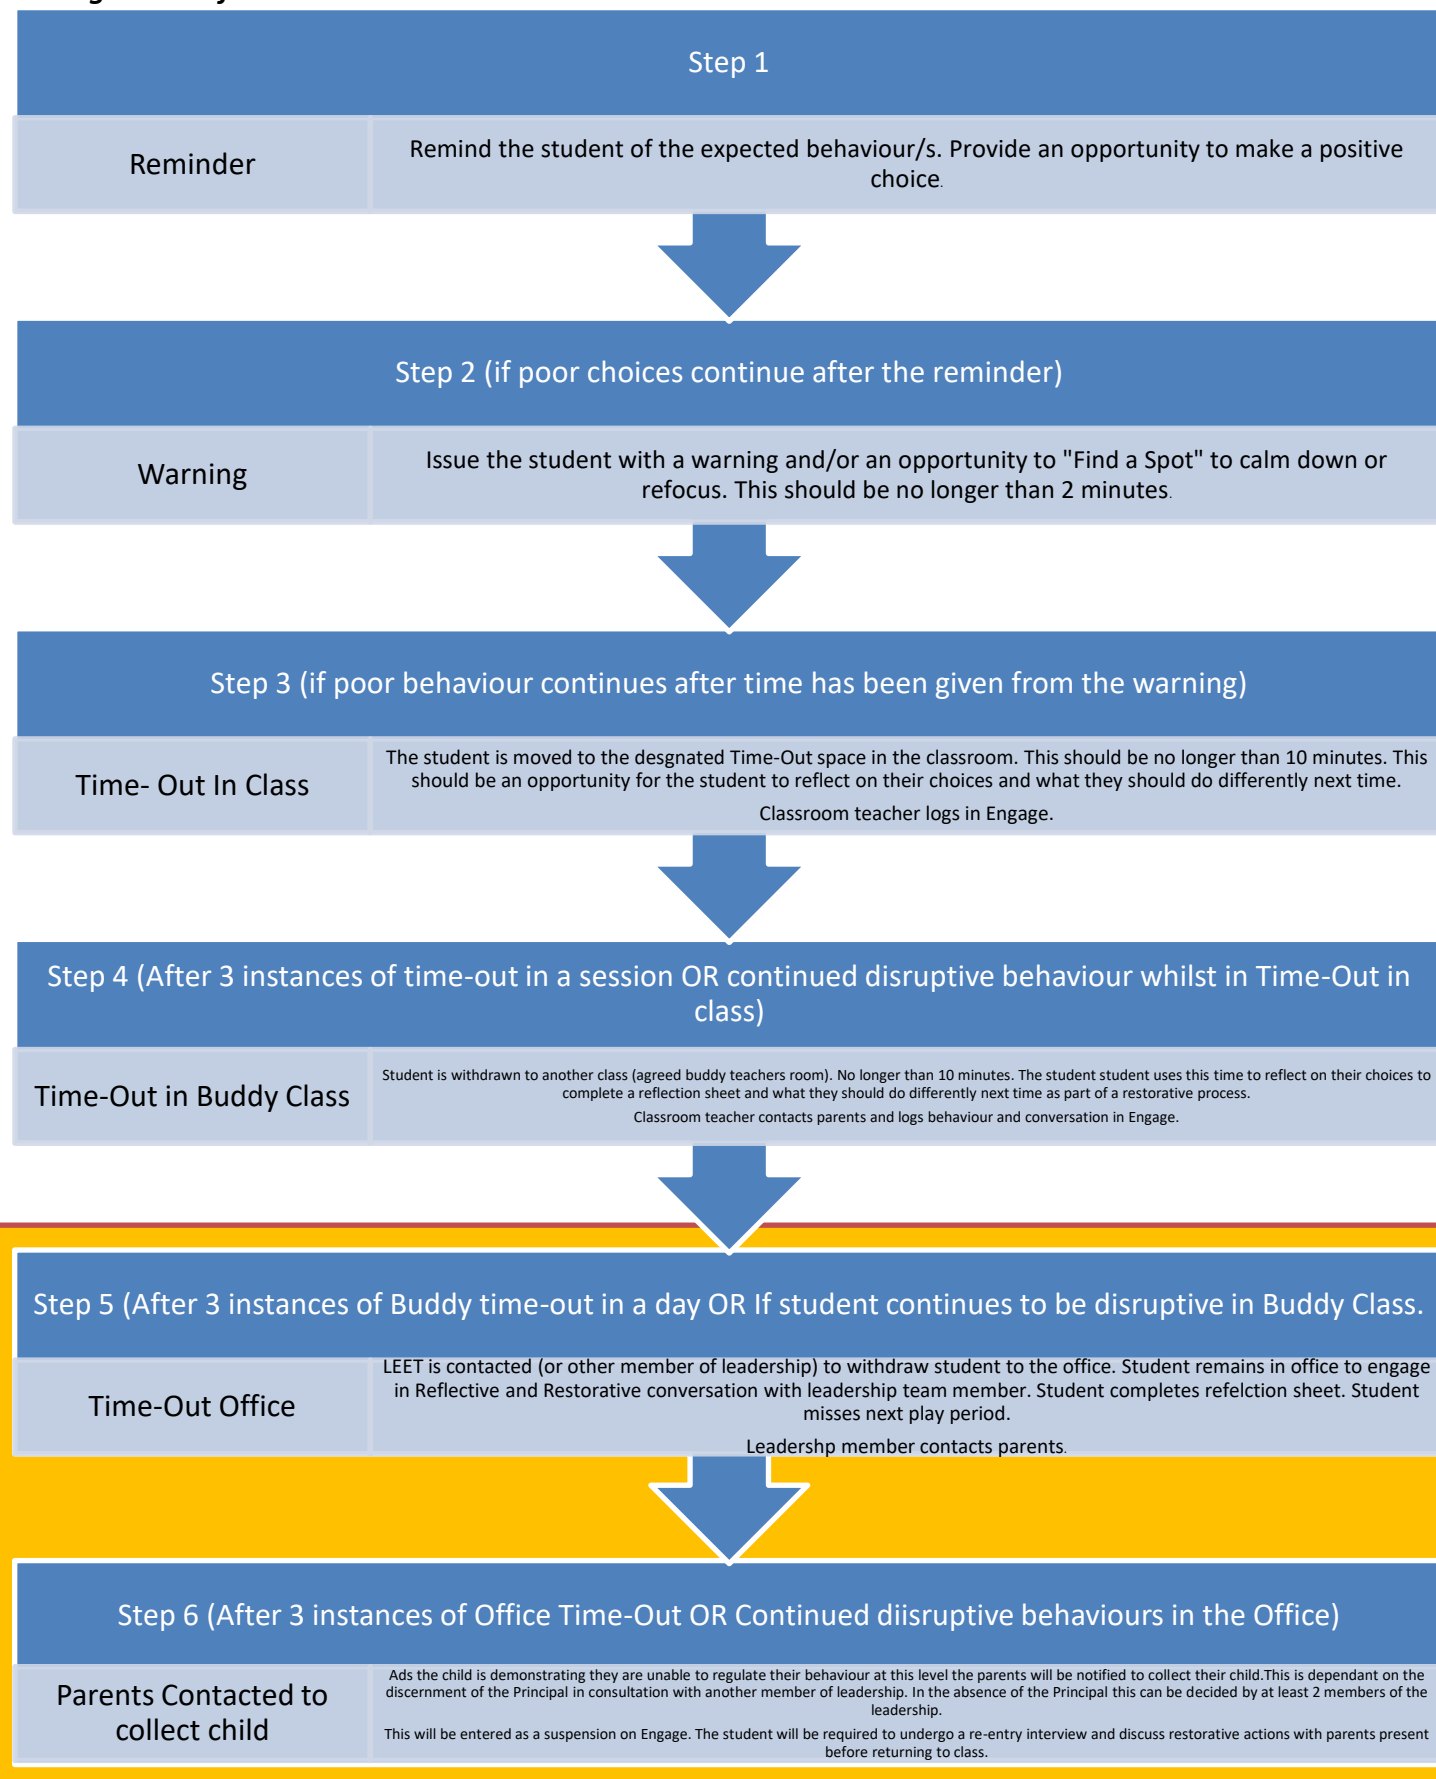 Step 1
Reminder
Remind the student of the expected behaviour/s. Provide an opportunity to make a positive
choice.
Step 2 (if poor choices continue after the reminder)
Warning
Issue the student with a warning and/or an opportunity to "Find a Spot" to calm down or
refocus. This should be no longer than 2 minutes.
Step 3 (if poor behaviour continues after time has been given from the warning)
Time- Out In Class
The student is moved to the desgnated Time-Out space in the classroom. This should be no longer than 10 minutes. This
should be an opportunity for the student to reflect on their choices and what they should do differently next time.
Classroom teacher logs in Engage.
Step 4 (After 3 instances of time-out in a session OR continued disruptive behaviour whilst in Time-Out in
class)
Time-Out in Buddy Class
Student is withdrawn to another class (agreed buddy teachers room). No longer than 10 minutes. The student student uses this time to reflect on their choices to
complete a reflection sheet and what they should do differently next time as part of a restorative process.
Classroom teacher contacts parents and logs behaviour and conversation in Engage.
Step 5 (After 3 instances of Buddy time-out in a day OR If student continues to be disruptive in Buddy Class.
Time-Out Office
LEET is contacted (or other member of leadership) to withdraw student to the office. Student remains in office to engage
in Reflective and Restorative conversation with leadership team member. Student completes refelction sheet. Student
misses next play period.
Leadershp member contacts parents.
Step 6 (After 3 instances of Office Time-Out OR Continued diisruptive behaviours in the Office)
Parents Contacted to
collect child
Ads the child is demonstrating they are unable to regulate their behaviour at this level the parents will be notified to collect their child.This is dependant on the
discernment of the Principal in consultation with another member of leadership. In the absence of the Principal this can be decided by at least 2 members of the
leadership.
This will be entered as a suspension on Engage. The student will be required to undergo a re-entry interview and discuss restorative actions with parents present
before returning to class.